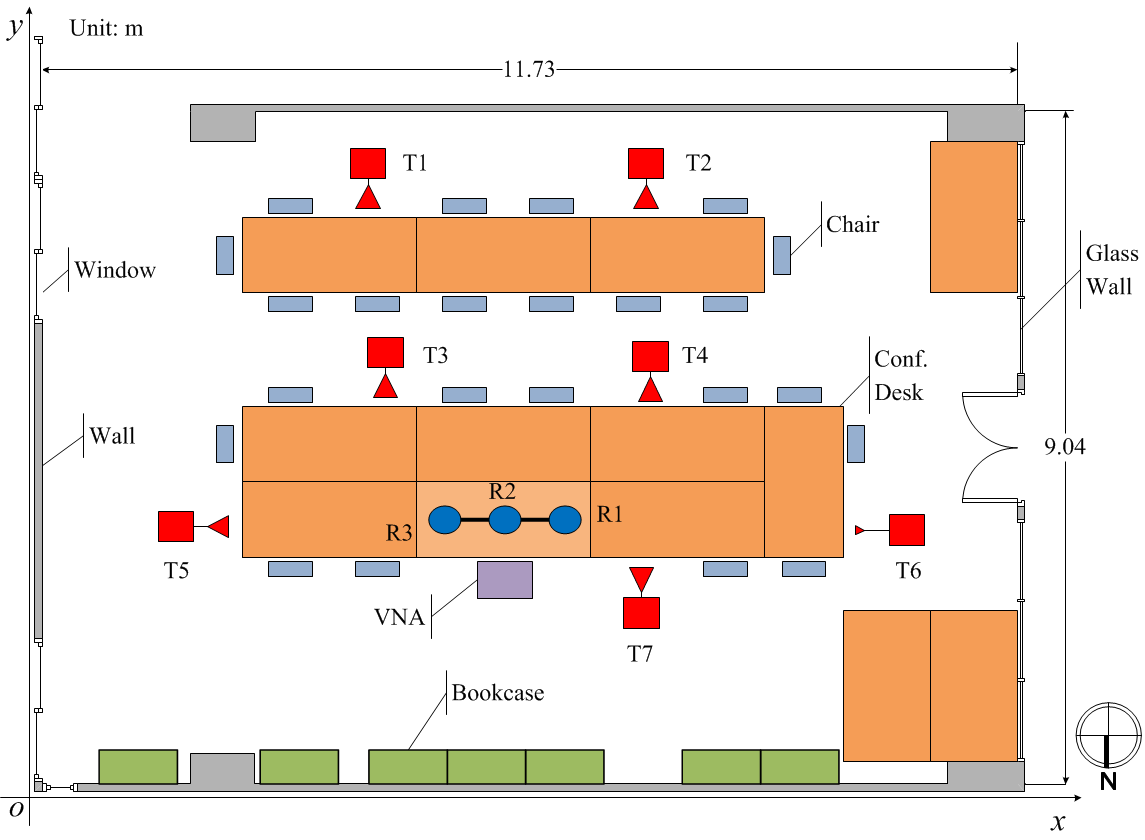 y
Unit: m
11.73
T1
T2
Chair
Glass
Wall
Window
T3
T4
Conf.
Desk
Wall
9.04
R2
R3
R1
T5
T6
VNA
T7
Bookcase
N
o
x